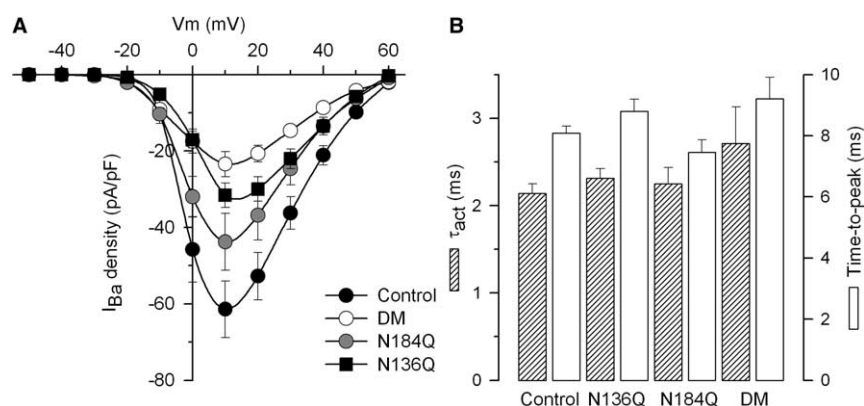 A
Vm (mV)
-40 -20 0 20 40 60
-20
-40
-60
-80
I_Ba density (pA/pF)
Control
DM
N184Q
N136Q
B
3
2
1
0
τ_act (ms)
10
8
6
4
2
0
Time-to-peak (ms)
Control N136Q N184Q DM